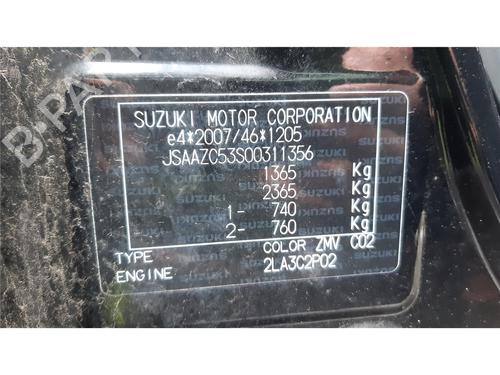 SUZUKI MOTOR CORPORATION
e4*2007/46*1205
JSAAZC53S00311356
1365 Kg
2365 Kg
1- 740 Kg
2- 760 Kg
TYPE COLOR ZMV C02
ENGINE 2LA3C2P02